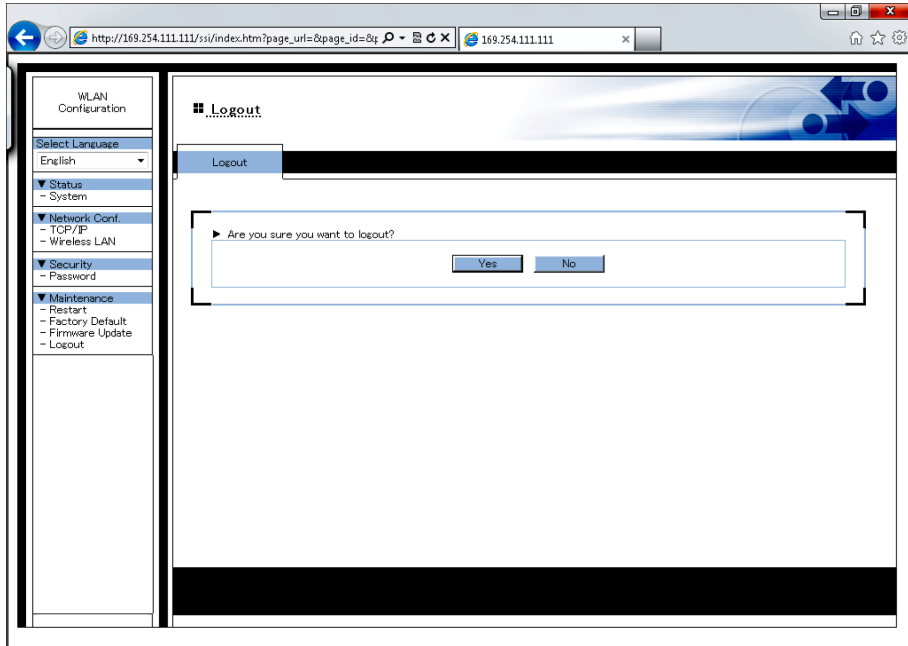 http://169.254.111.111/ssi/index.htm?page_url=&page_id=&
169.254.111.111
WLAN
Configuration
Select Language
English
▼ Status
- System
▼ Network Conf.
- TCP/IP
- Wireless LAN
▼ Security
- Password
▼ Maintenance
- Restart
- Factory Default
- Firmware Update
- Logout
Logout
Logout
Are you sure you want to logout?
Yes No